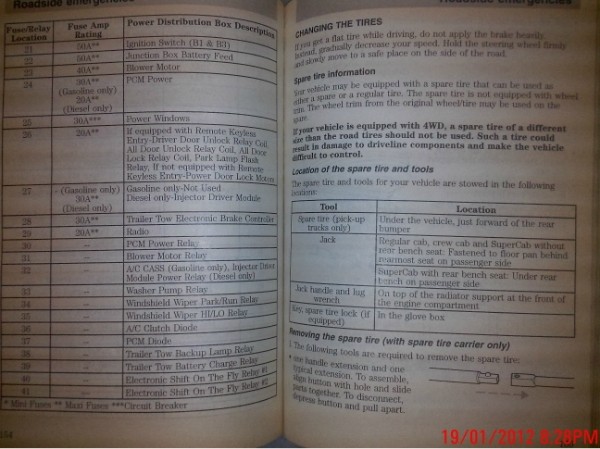 Roadside emergencies
Fuse/Relay Location
Fuse Amp Rating
Power Distribution Box Description
50A**
Ignition Switch (B1 & B3)
22
50A**
Junction Box Battery Feed
23
40A**
Blower Motor
24
30A**
(Gasoline only)
20A**
(Diesel only)
PCM Power
25
30A***
Power Windows
26
20A**
If equipped with Remote Keyless
Entry-Driver Door Unlock Relay Coil,
All Door Unlock Relay Coil, All Door
Lock Relay Coil, Park Lamp Flash
Relay, If not equipped with Remote
Keyless Entry-Power Door Lock Motors
27
– (Gasoline only)
30A**
(Diesel only)
Gasoline only-Not Used
Diesel only-Injector Driver Module
28
30A**
Trailer Tow Electronic Brake Controller
29
20A**
Radio
30
–
PCM Power Relay
31
–
Blower Motor Relay
32
–
A/C CASS (Gasoline only), Injector Driver
Module Power Relay (Diesel only)
33
–
Washer Pump Relay
34
–
Windshield Wiper Park/Run Relay
35
–
Windshield Wiper HI/LO Relay
36
–
A/C Clutch Diode
37
–
PCM Diode
38
–
Trailer Tow Backup Lamp Relay
39
–
Trailer Tow Battery Charge Relay
40
–
Electronic Shift On The Fly Relay #2
41
–
Electronic Shift On The Fly Relay #1
* Mini Fuses ** Maxi Fuses ***Circuit Breaker
Roadside emergencies
CHANGING THE TIRES
If you get a flat tire while driving, do not apply the brake heavily.
Instead, gradually decrease your speed. Hold the steering wheel firmly
and slowly move to a safe place on the side of the road.
Spare tire information
Your vehicle may be equipped with a spare tire that can be used as
either a spare or a regular tire. The spare tire is not equipped with wheel
trim. The wheel trim from the original wheel/tire may be used on the
spare.
If your vehicle is equipped with 4WD, a spare tire of a different
size than the road tires should not be used. Such a tire could
result in damage to driveline components and make the vehicle
difficult to control.
Location of the spare tire and tools
The spare tire and tools for your vehicle are stowed in the following
locations:
Tool
Location
Spare tire (pick-up
trucks only)
Under the vehicle, just forward of the rear
bumper
Jack
Regular cab, crew cab and SuperCab without
rear bench seat: Fastened to floor pan behind
rearmost seat on passenger side
SuperCab with rear bench seat: Under rear
bench on passenger side
Jack handle and lug
wrench
On top of the radiator support at the front of
the engine compartment
Key, spare tire lock (if
equipped)
In the glove box
Removing the spare tire (with spare tire carrier only)
1. The following tools are required to remove the spare tire:
• one handle extension and one
typical extension. To assemble,
align button with hole and slide
parts together. To disconnect,
depress button and pull apart.
19/01/2012 8:28PM